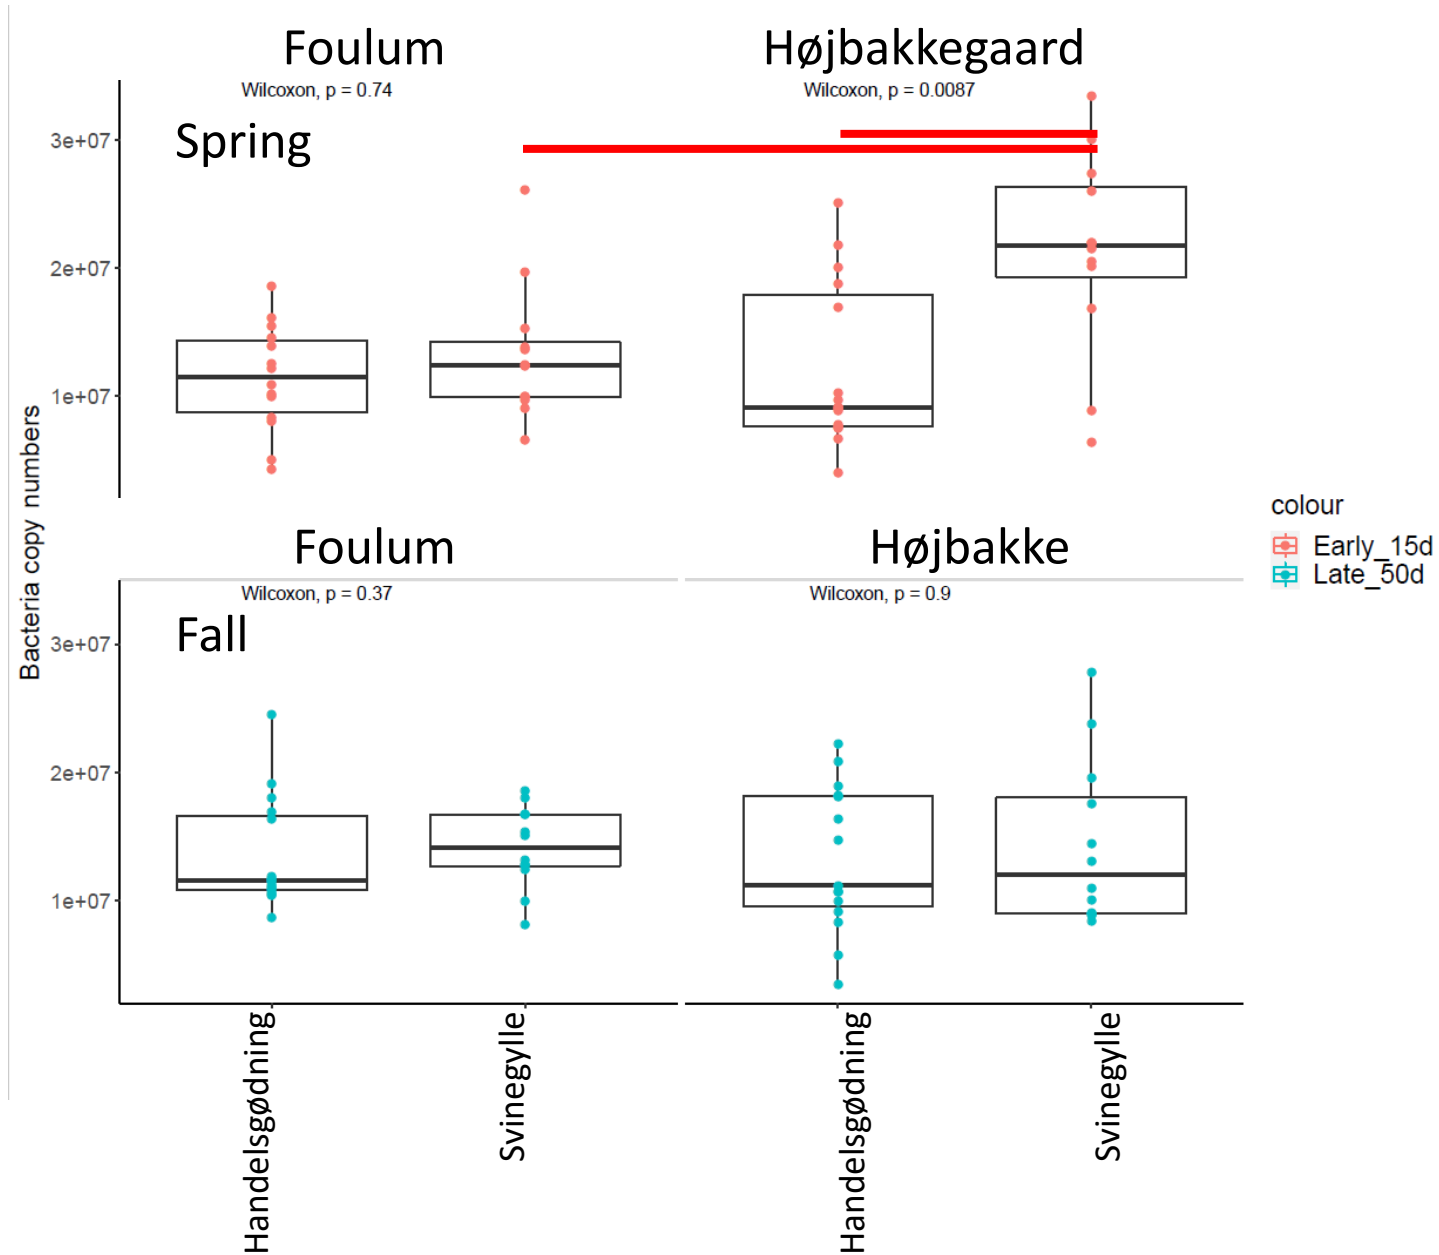 Foulum
Højbakkegaard
Wilcoxon, p = 0.74
Wilcoxon, p = 0.0087
Spring
3e+07
2e+07
1e+07
Bacteria copy numbers
Foulum
Højbakke
Wilcoxon, p = 0.37
Wilcoxon, p = 0.9
Fall
3e+07
2e+07
1e+07
Handelsgødning
Svinegylle
Handelsgødning
Svinegylle
colour
Early_15d
Late_50d